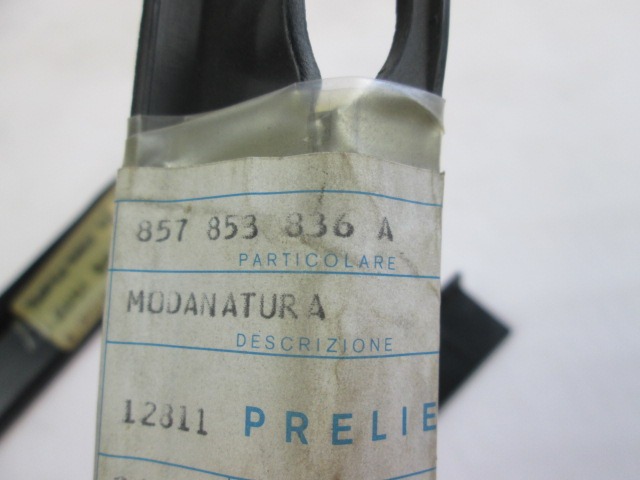 857 853 836 A
PARTICOLARE
MODANATURA
DESCRIZIONE
12811 PRELIE